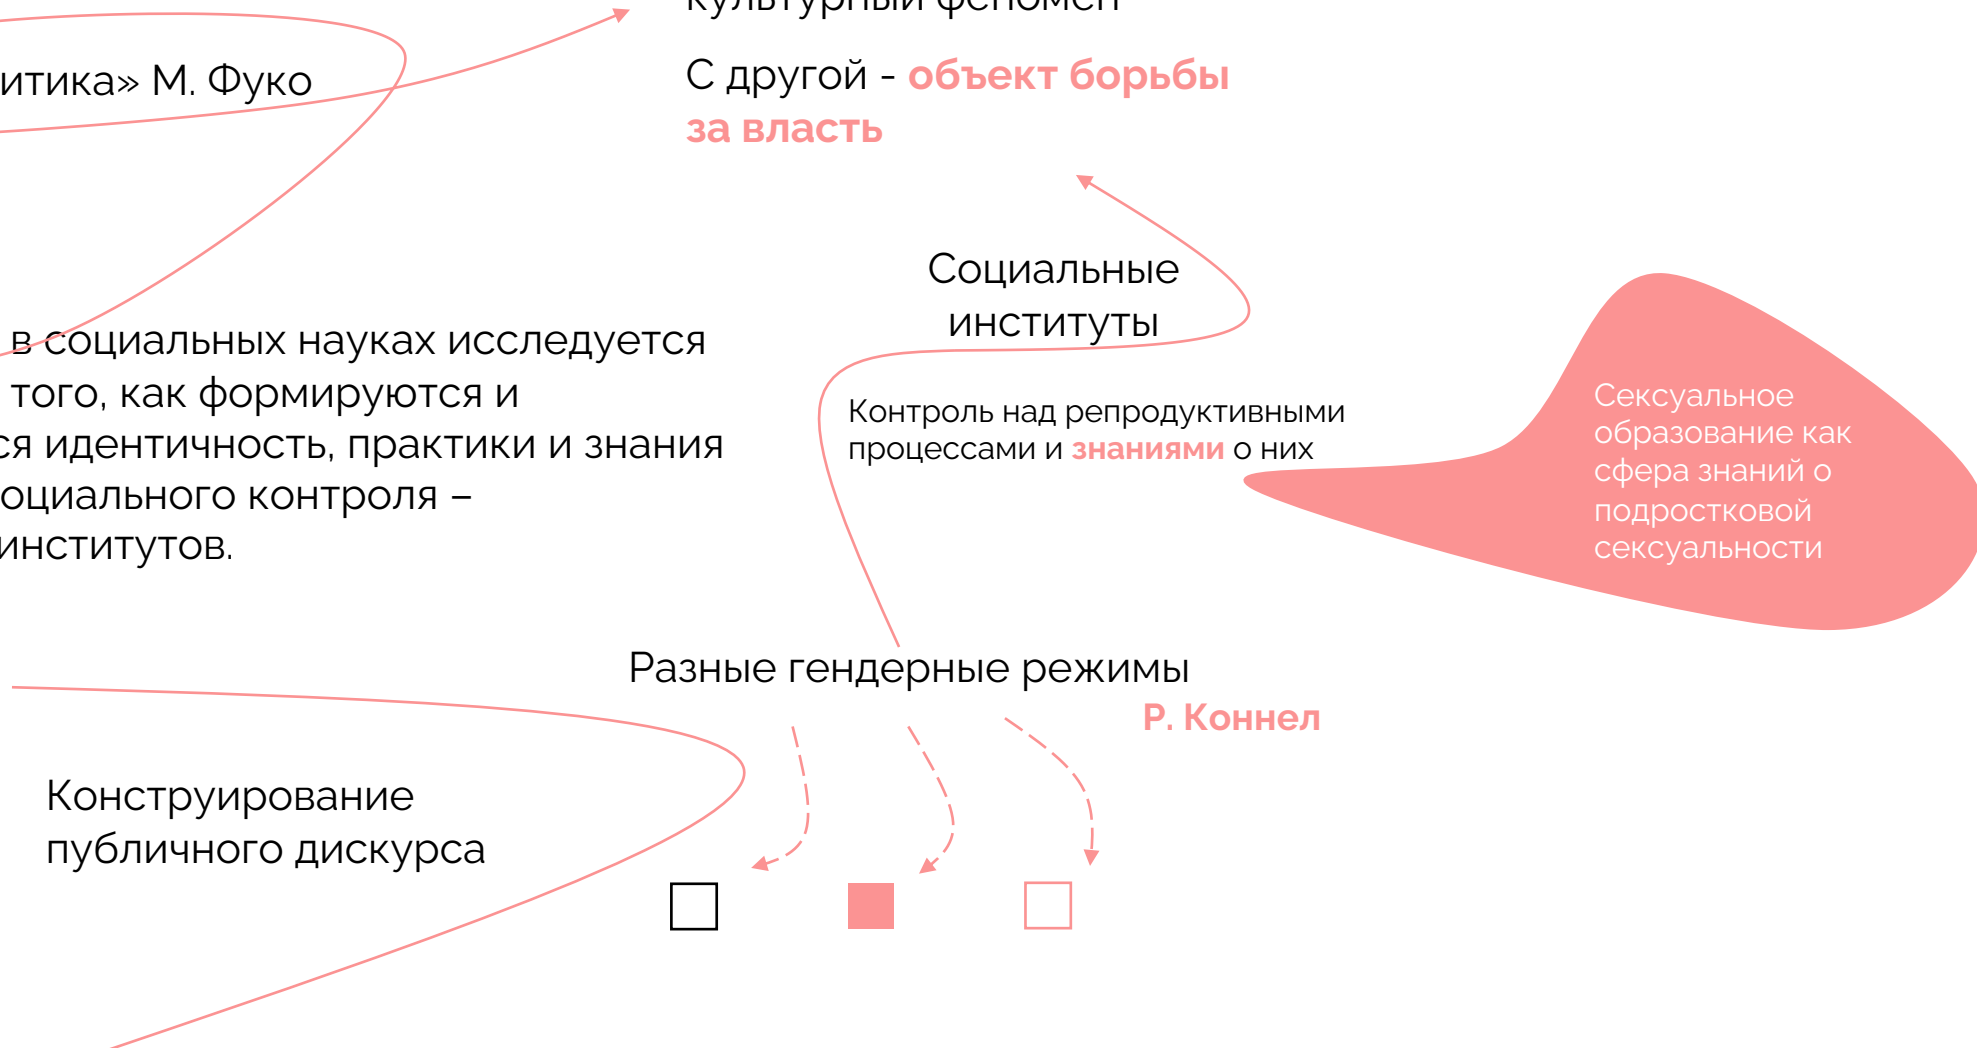 культурный феномен
итика» М. Фуко
С другой - объект борьбы
за власть
Социальные
институты
в социальных науках исследуется
того, как формируются и
ся идентичность, практики и знания
оциального контроля –
институтов.
Контроль над репродуктивными
процессами и знаниями о них
Сексуальное
образование как
сфера знаний о
подростковой
сексуальности
Разные гендерные режимы
Р. Коннел
Конструирование
публичного дискурса